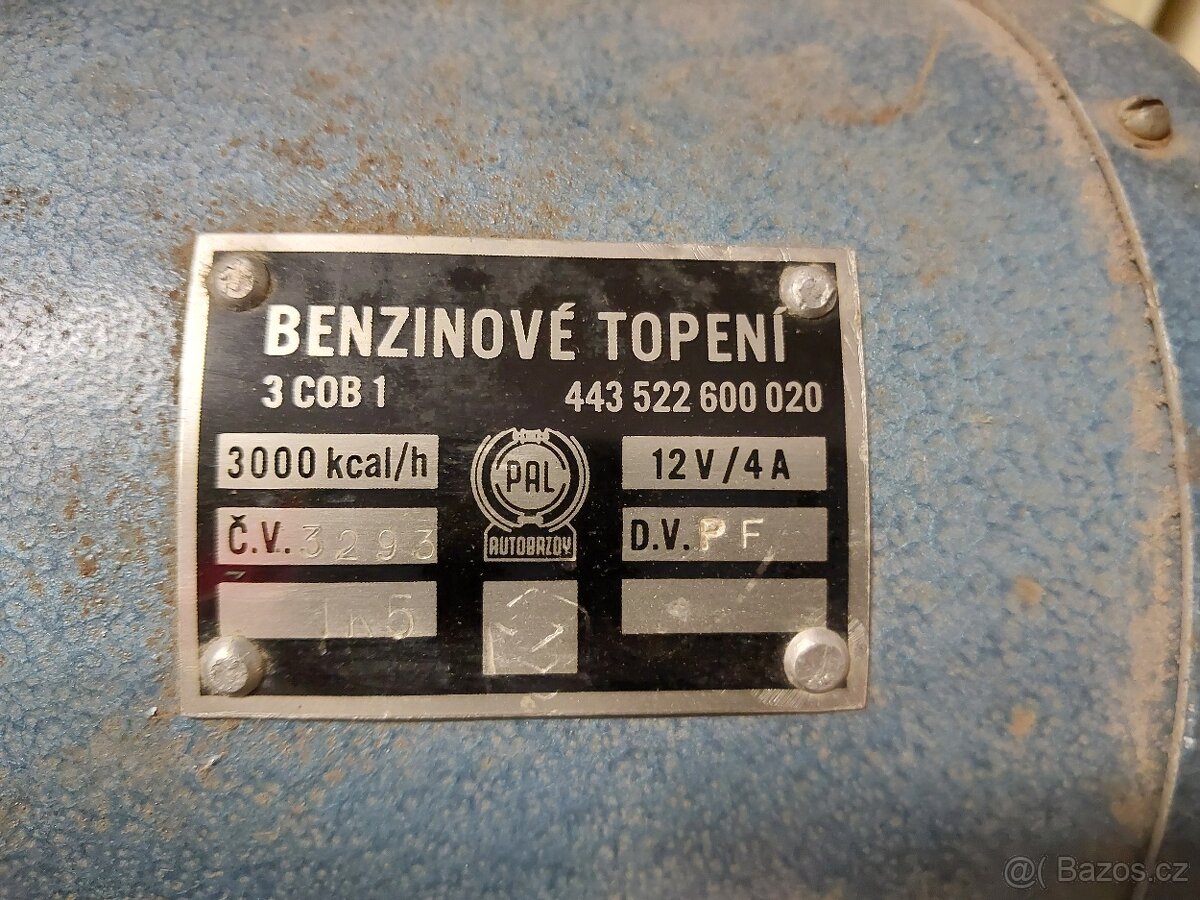 BENZINOVÉ TOPENÍ
3 COB 1 443 522 600 020
3000 kcal/h PAL 12 V / 4 A
Č.V. 3293 AUTOBRZDY D.V. PF
@( Bazos.cz